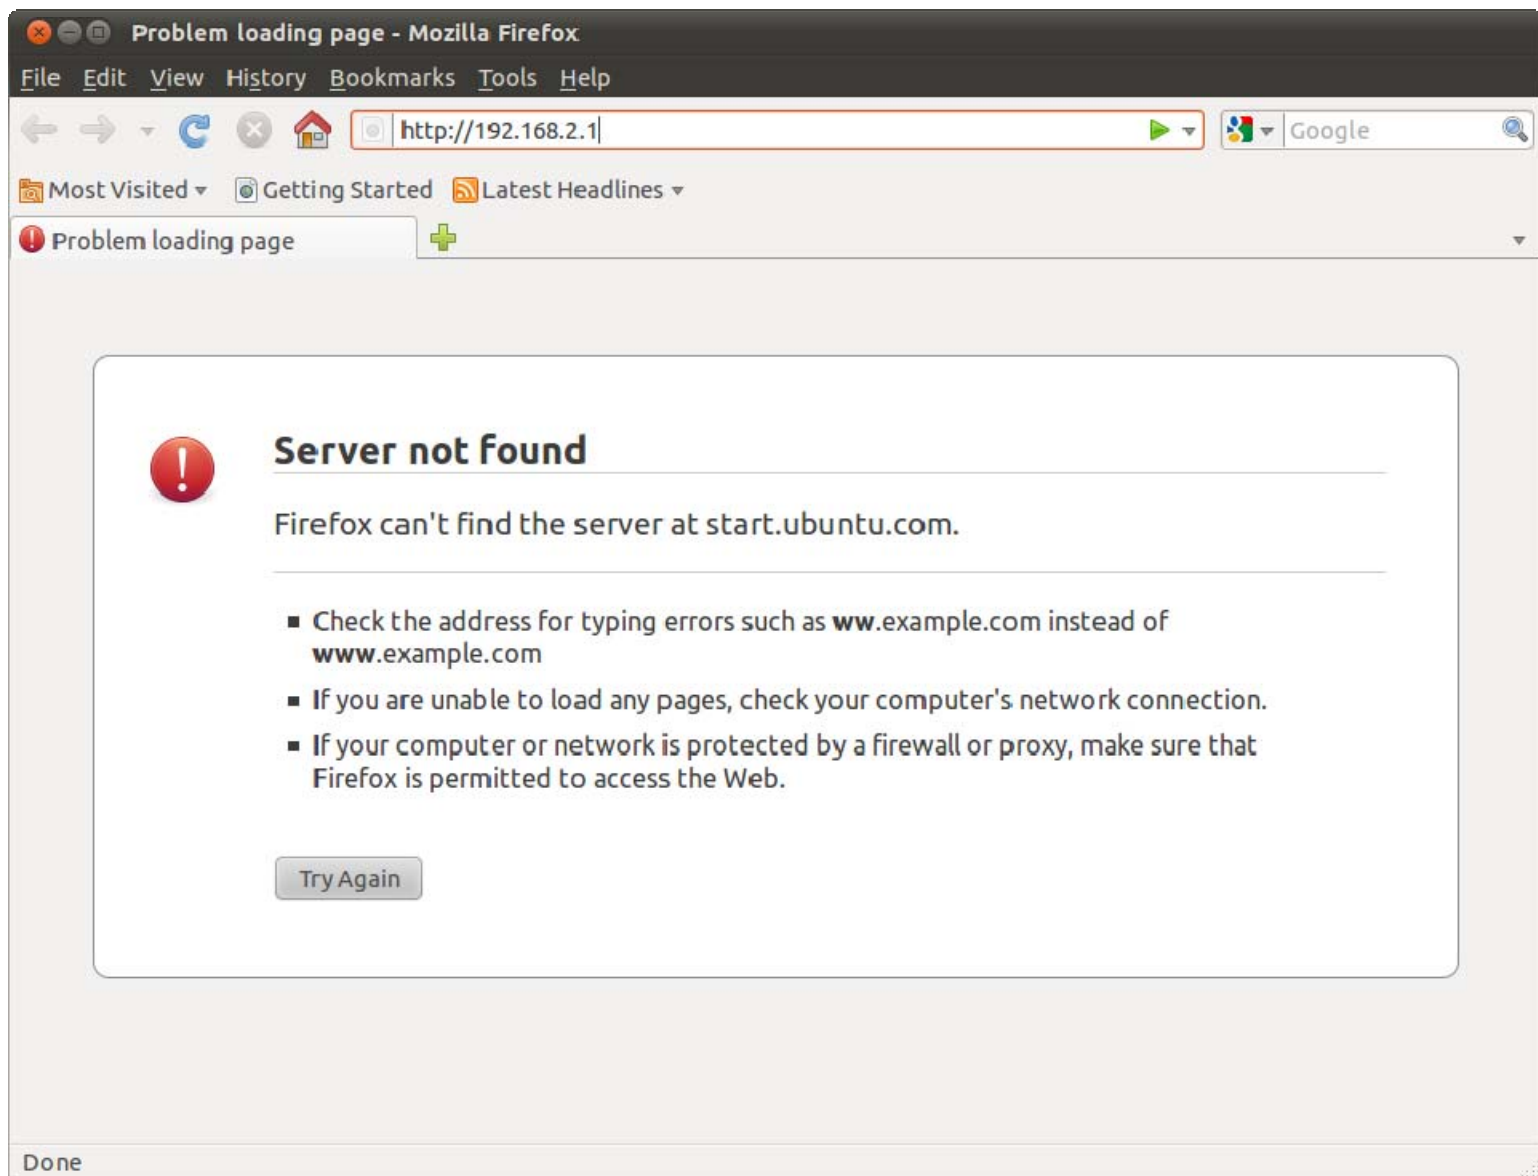 Problem loading page - Mozilla Firefox
File Edit View History Bookmarks Tools Help
http://192.168.2.1 Google
Most Visited Getting Started Latest Headlines
Problem loading page
Server not found
Firefox can't find the server at start.ubuntu.com.
Check the address for typing errors such as ww.example.com instead of
www.example.com
If you are unable to load any pages, check your computer's network connection.
If your computer or network is protected by a firewall or proxy, make sure that
Firefox is permitted to access the Web.
Try Again
Done